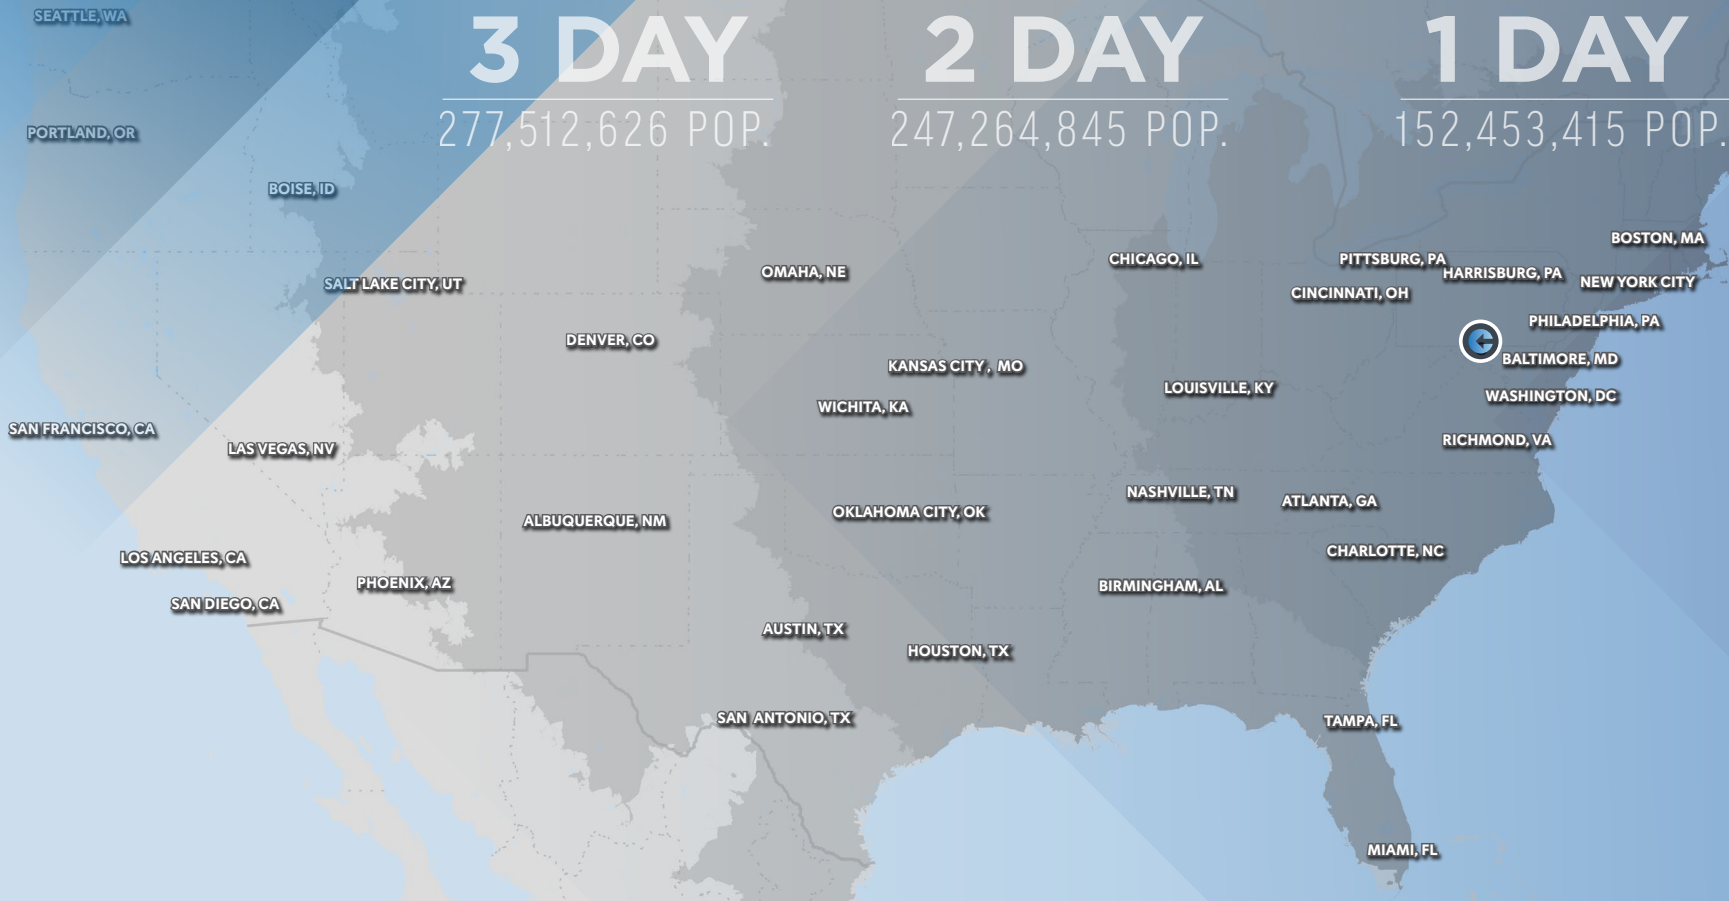 SEATTLE, WA
3 DAY
2 DAY
1 DAY
277,512,626 POP.
247,264,845 POP.
152,453,415 POP.
PORTLAND, OR
BOISE, ID
BOSTON, MA
CHICAGO, IL
PITTSBURG, PA
OMAHA, NE
HARRISBURG, PA
SALT LAKE CITY, UT
NEW YORK CITY
CINCINNATI, OH
PHILADELPHIA, PA
DENVER, CO
BALTIMORE, MD
KANSAS CITY, MO
LOUISVILLE, KY
WASHINGTON, DC
WICHITA, KA
SAN FRANCISCO, CA
RICHMOND, VA
LAS VEGAS, NV
NASHVILLE, TN
ATLANTA, GA
OKLAHOMA CITY, OK
ALBUQUERQUE, NM
CHARLOTTE, NC
LOS ANGELES, CA
PHOENIX, AZ
BIRMINGHAM, AL
SAN DIEGO, CA
AUSTIN, TX
HOUSTON, TX
SAN ANTONIO, TX
TAMPA, FL
MIAMI, FL